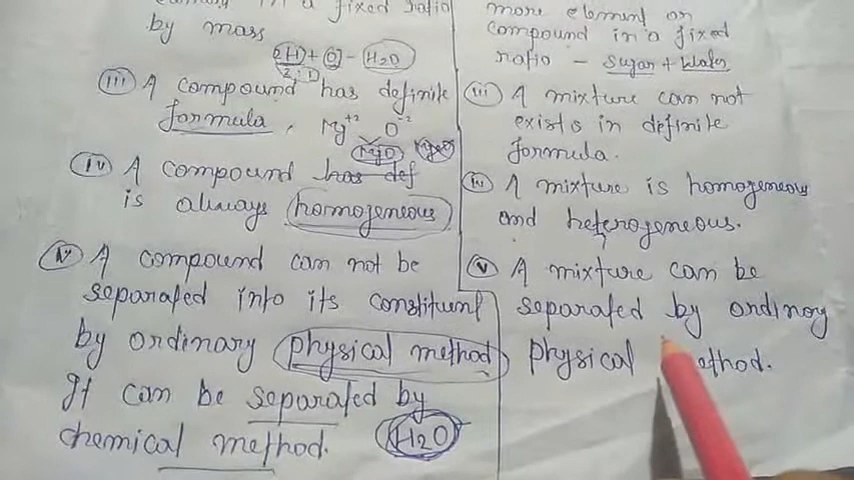 in a fixed ratio
by mass
2H + O - H2O
2 : 1
(iii) A compound has definite
formula, Mg+2 O-2
MgO
(iv) A compound has def
is always homogeneous
(v) A compound can not be
separated into its constituent
by ordinary physical method
It can be separated by
chemical method. H2O
more element or
compound in a fixed
ratio - Sugar + Water
(iii) A mixture can not
exists in definite
formula.
A mixture is homogeneous
and heterogeneous.
(v) A mixture can be
separated by ordinary
physical method.